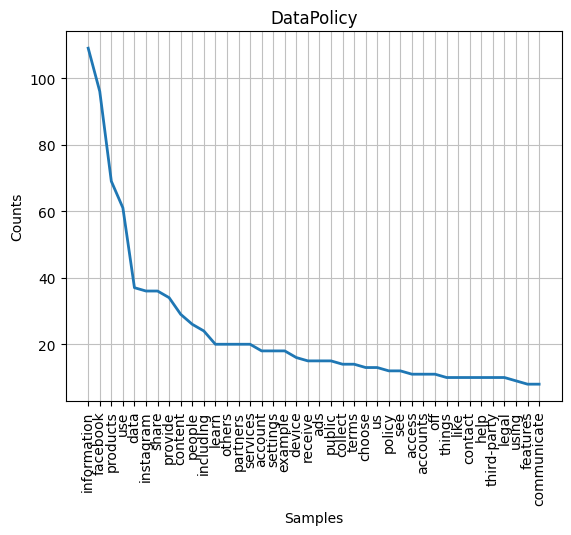 DataPolicy
Counts
100
80
60
40
20
information
facebook
products
use
data
instagram
share
provide
content
people
including
learn
others
partners
services
account
settings
example
device
receive
ads
public
collect
terms
choose
us
policy
see
access
accounts
off
things
like
contact
help
third-party
legal
using
features
communicate
Samples